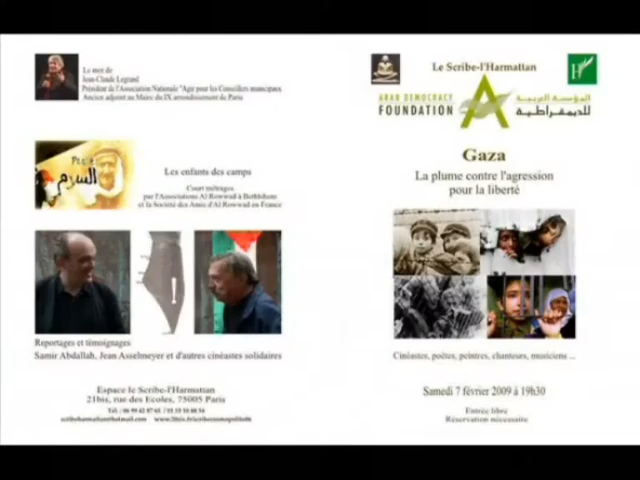 Le mot de
Jean-Claude Legrand
Président de l'Association Nationale "Agir pour les Conseillers municipaux
Ancien adjoint au Maire du IX arrondissement de Paris
السلام
Les enfants des camps
Court métrages
par l'Associations Al Rowwad à Bethléhem
et la Société des Amis d'Al Rowwad en France
Reportages et témoignages
Samir Abdallah, Jean Asselmeyer et d'autres cinéastes solidaires
Espace le Scribe-l'Harmattan
21bis, rue des Ecoles, 75005 Paris
Le Scribe-l'Harmattan
ARAB DEMOCRACY
FOUNDATION
المؤسسة العربية
للديمقراطية
Gaza
La plume contre l'agression
pour la liberté
Cinéastes, poètes, peintres, chanteurs, musiciens ...
Samedi 7 février 2009 à 19h30
Entrée libre
Réservation nécessaire